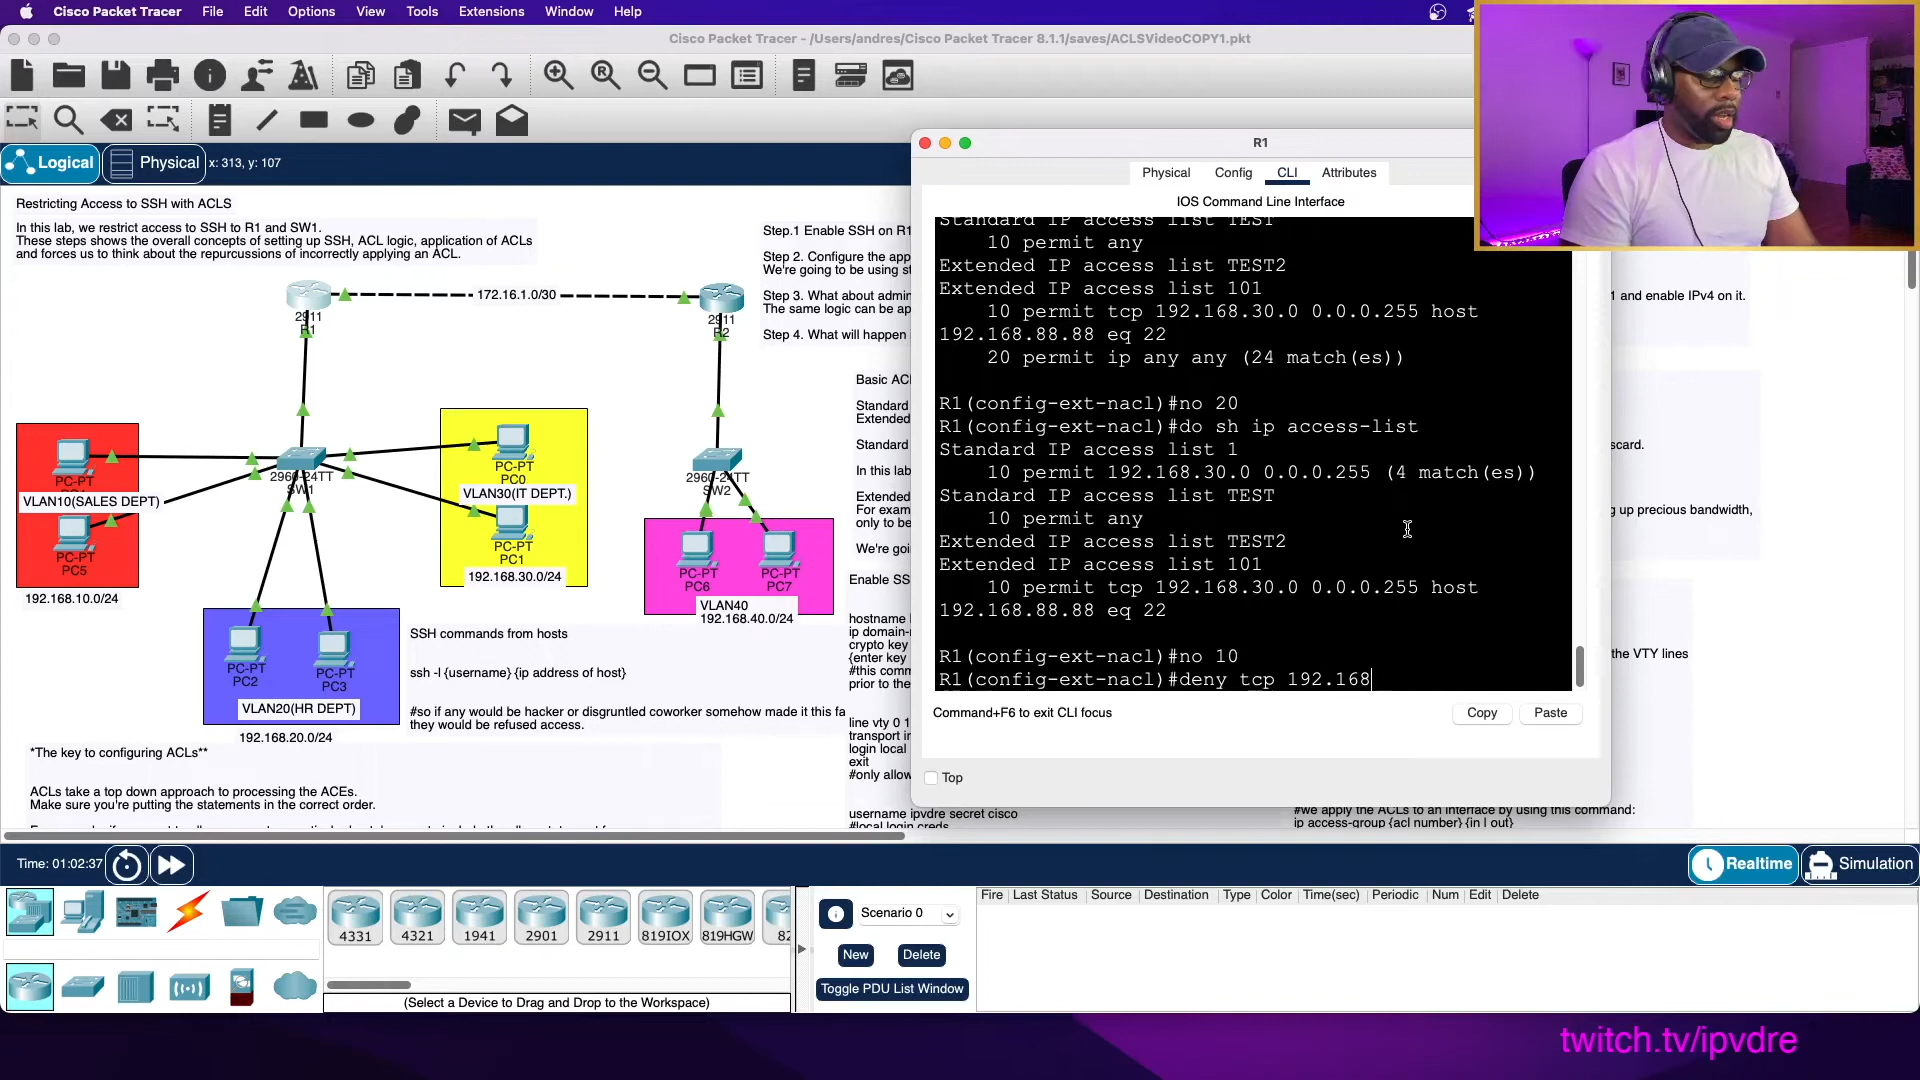 Cisco Packet Tracer File Edit Options View Tools Extensions Window Help
Cisco Packet Tracer - /Users/andres/Cisco Packet Tracer 8.1.1/saves/ACLSVideoCOPY1.pkt
Logical Physical x: 313, y: 107
Restricting Access to SSH with ACLS
In this lab, we restrict access to SSH to R1 and SW1.
These steps shows the overall concepts of setting up SSH, ACL logic, application of ACLs
and forces us to think about the repurcussions of incorrectly applying an ACL.
172.16.1.0/30
2911
R1
2911
R2
Step.1 Enable SSH on R1
Step 2. Configure the app
We're going to be using st
Step 3. What about admin
The same logic can be ap
Step 4. What will happen
Basic ACL
Standard
Extended
Standard
In this lab
Extended
For exam
only to be
We're goi
Enable SS
hostname
ip domain-
crypto key
{enter key
#this comm
prior to the
line vty 0 1
transport in
login local
exit
#only allow
username ipvdre secret cisco
#local login creds
2960-24TT
SW1
2960-24TT
SW2
PC-PT
VLAN10(SALES DEPT)
PC-PT
PC5
192.168.10.0/24
PC-PT
PC0
VLAN30(IT DEPT.)
PC-PT
PC1
192.168.30.0/24
PC-PT
PC6
PC-PT
PC7
VLAN40
192.168.40.0/24
PC-PT
PC2
PC-PT
PC3
VLAN20(HR DEPT)
192.168.20.0/24
SSH commands from hosts
ssh -l {username} {ip address of host}
#so if any would be hacker or disgruntled coworker somehow made it this fa
they would be refused access.
*The key to configuring ACLs**
ACLs take a top down approach to processing the ACEs.
Make sure you're putting the statements in the correct order.
R1
Physical Config CLI Attributes
IOS Command Line Interface
Standard IP access list TEST
10 permit any
Extended IP access list TEST2
Extended IP access list 101
10 permit tcp 192.168.30.0 0.0.0.255 host
192.168.88.88 eq 22
20 permit ip any any (24 match(es))
R1(config-ext-nacl)#no 20
R1(config-ext-nacl)#do sh ip access-list
Standard IP access list 1
10 permit 192.168.30.0 0.0.0.255 (4 match(es))
Standard IP access list TEST
10 permit any
Extended IP access list TEST2
Extended IP access list 101
10 permit tcp 192.168.30.0 0.0.0.255 host
192.168.88.88 eq 22
R1(config-ext-nacl)#no 10
R1(config-ext-nacl)#deny tcp 192.168
Command+F6 to exit CLI focus
Copy Paste
Top
1 and enable IPv4 on it.
scard.
g up precious bandwidth,
the VTY lines
#we apply the ACLs to an interface by using this command:
ip access-group {acl number} {in | out}
Time: 01:02:37
Realtime Simulation
4331 4321 1941 2901 2911 819IOX 819HGW 82
(Select a Device to Drag and Drop to the Workspace)
Scenario 0
New Delete
Toggle PDU List Window
Fire Last Status Source Destination Type Color Time(sec) Periodic Num Edit Delete
twitch.tv/ipvdre